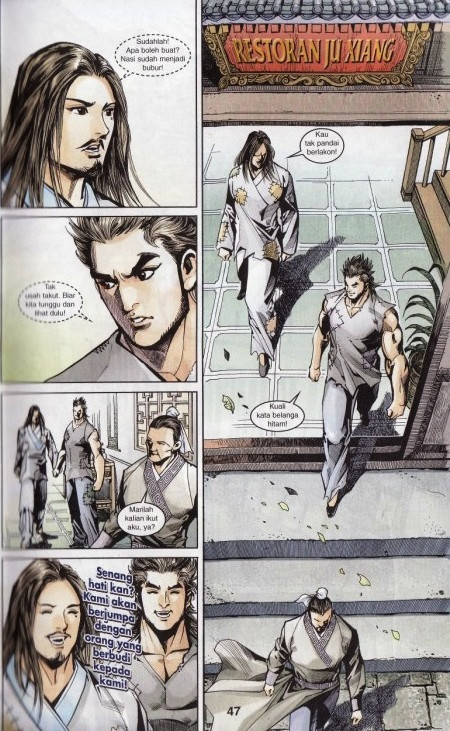 Sudahlah!
Apa boleh buat?
Nasi sudah menjadi
bubur!
Tak
usah takut. Biar
kita tunggu dan
lihat dulu!
Marilah
kalian ikut
aku, ya?
Senang
hati kan?
Kami akan
berjumpa
dengan
orang yang
berbudi
kepada
kami!
RESTORAN JU XIANG
Kau
tak pandai
berlakon!
Kuali
kata belanga
hitam!
47